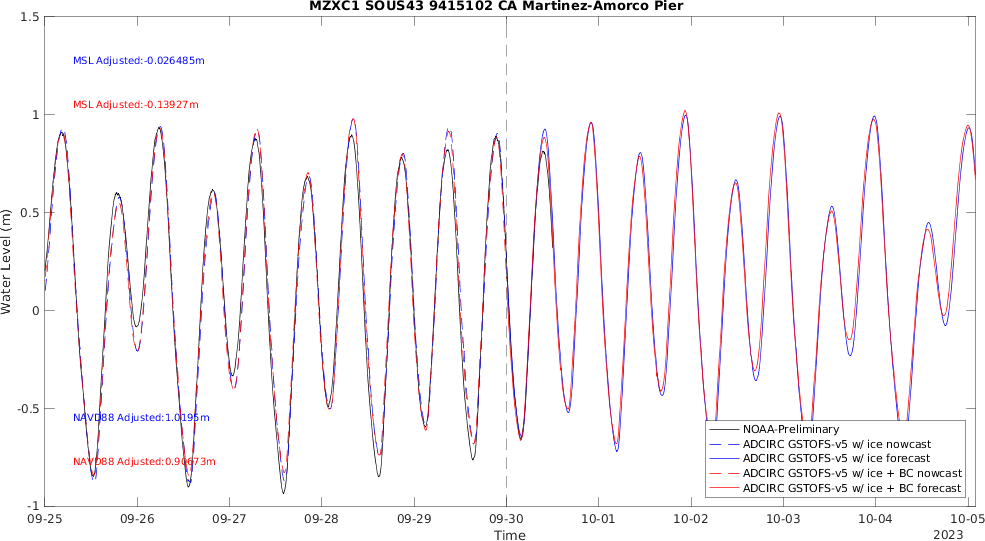 MZXC1 SOUS43 9415102 CA Martinez-Amorco Pier
1.5
MSL Adjusted:-0.026485m
MSL Adjusted:-0.13927m
1
0.5
Water Level (m)
0
-0.5
NAVD88 Adjusted:1.0195m
NAVD88 Adjusted:0.90673m
-1
NOAA-Preliminary
ADCIRC GSTOFS-v5 w/ ice nowcast
ADCIRC GSTOFS-v5 w/ ice forecast
ADCIRC GSTOFS-v5 w/ ice + BC nowcast
ADCIRC GSTOFS-v5 w/ ice + BC forecast
09-25 09-26 09-27 09-28 09-29 09-30 10-01 10-02 10-03 10-04 10-05
Time
2023